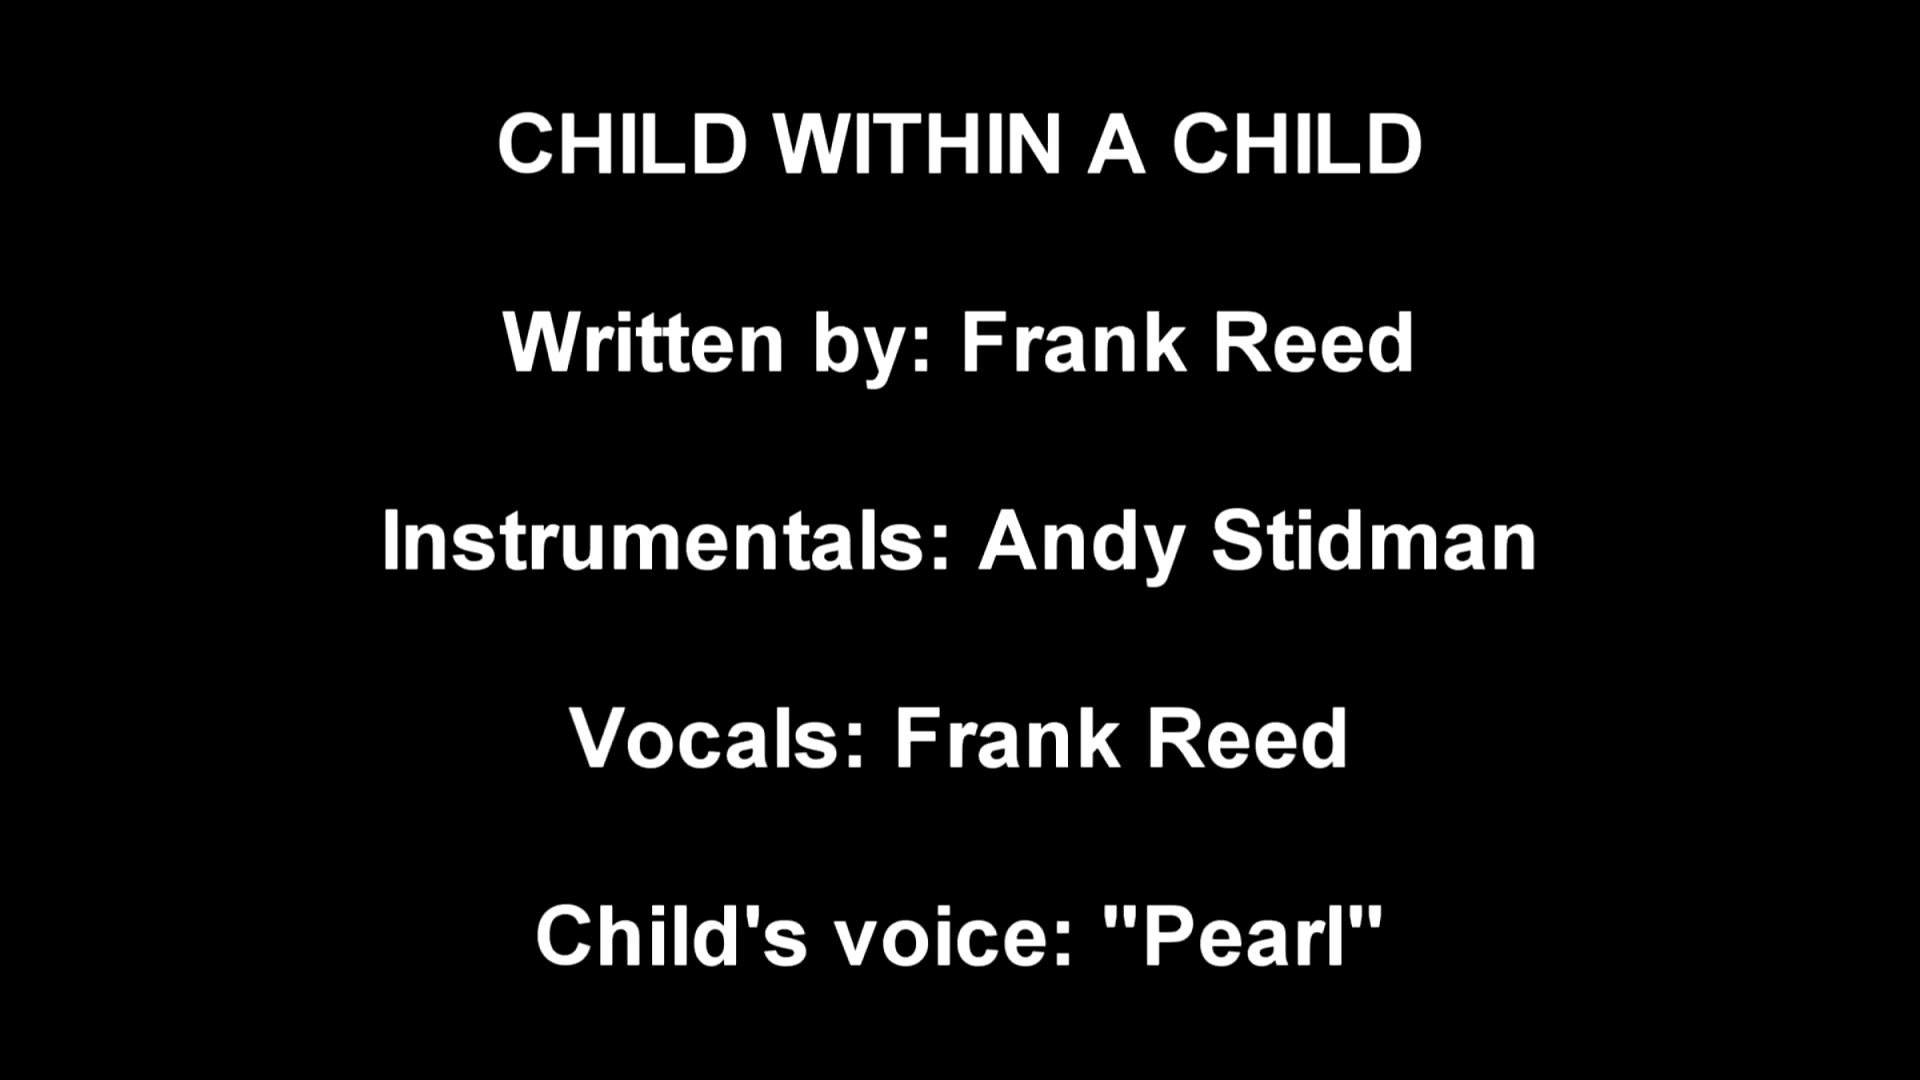 CHILD WITHIN A CHILD
Written by: Frank Reed
Instrumentals: Andy Stidman
Vocals: Frank Reed
Child's voice: "Pearl"